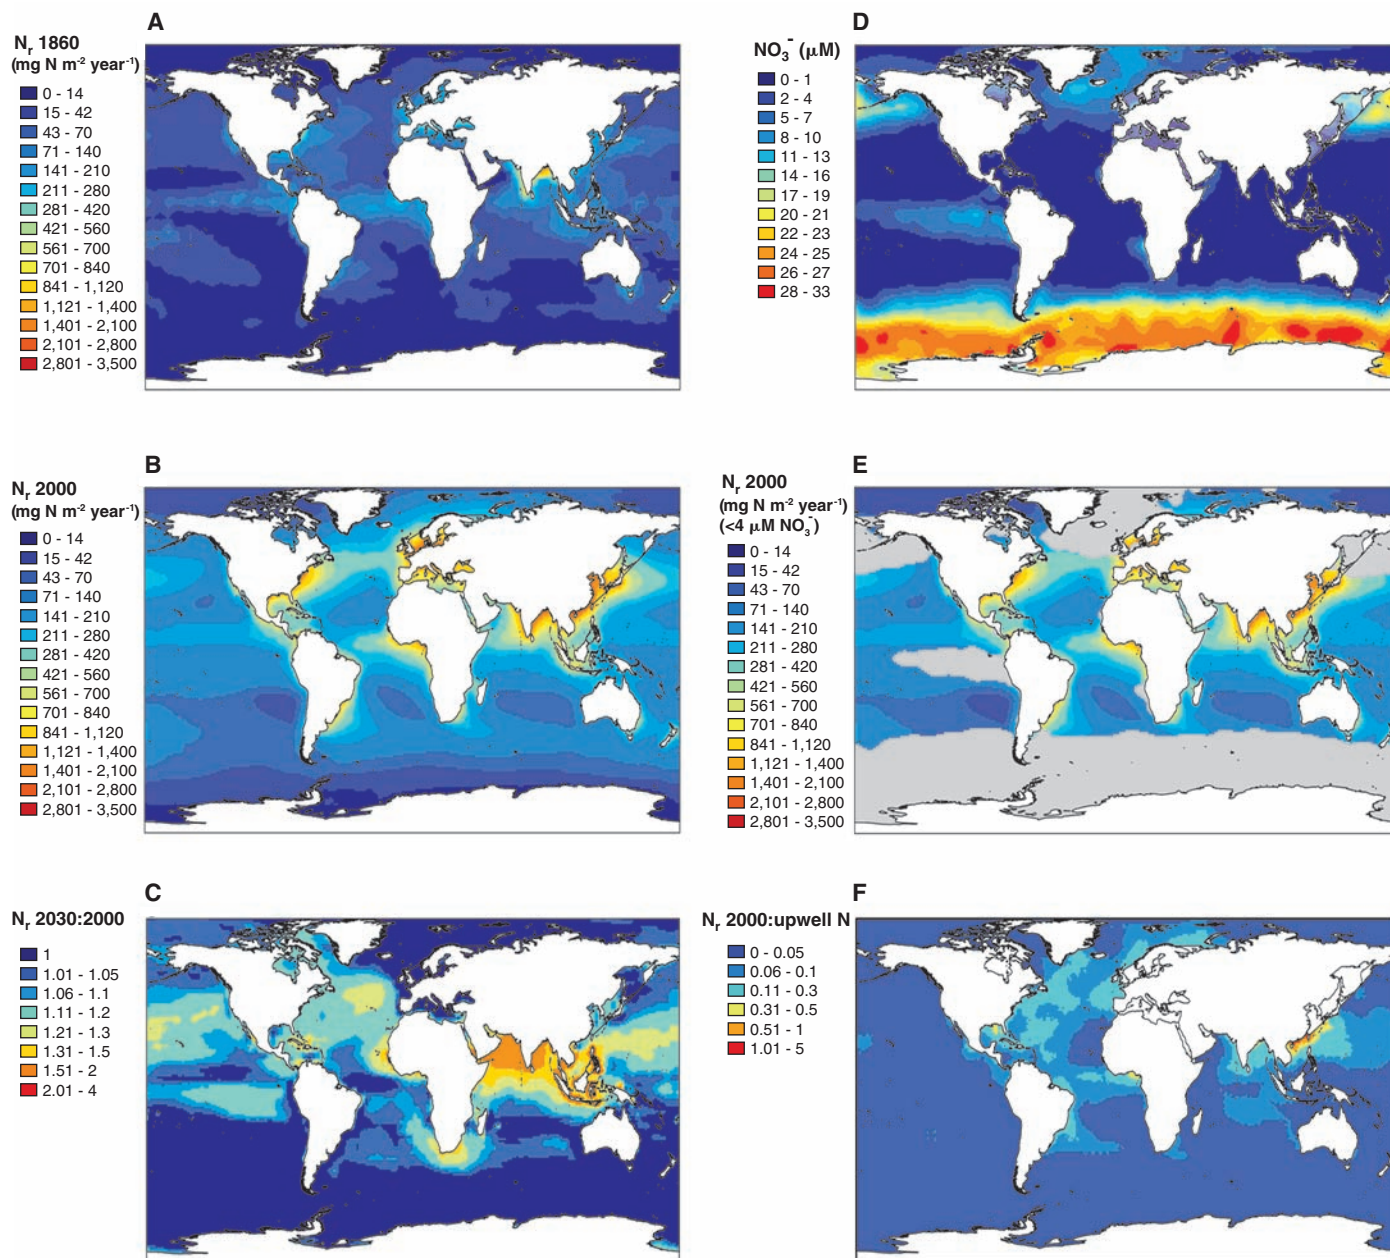 A
N_r 1860
(mg N m⁻² year⁻¹)
0 - 14
15 - 42
43 - 70
71 - 140
141 - 210
211 - 280
281 - 420
421 - 560
561 - 700
701 - 840
841 - 1,120
1,121 - 1,400
1,401 - 2,100
2,101 - 2,800
2,801 - 3,500
D
NO₃⁻ (μM)
0 - 1
2 - 4
5 - 7
8 - 10
11 - 13
14 - 16
17 - 19
20 - 21
22 - 23
24 - 25
26 - 27
28 - 33
B
N_r 2000
(mg N m⁻² year⁻¹)
0 - 14
15 - 42
43 - 70
71 - 140
141 - 210
211 - 280
281 - 420
421 - 560
561 - 700
701 - 840
841 - 1,120
1,121 - 1,400
1,401 - 2,100
2,101 - 2,800
2,801 - 3,500
E
N_r 2000
(mg N m⁻² year⁻¹)
(<4 μM NO₃⁻)
0 - 14
15 - 42
43 - 70
71 - 140
141 - 210
211 - 280
281 - 420
421 - 560
561 - 700
701 - 840
841 - 1,120
1,121 - 1,400
1,401 - 2,100
2,101 - 2,800
2,801 - 3,500
C
N_r 2030:2000
1
1.01 - 1.05
1.06 - 1.1
1.11 - 1.2
1.21 - 1.3
1.31 - 1.5
1.51 - 2
2.01 - 4
F
N_r 2000:upwell N
0 - 0.05
0.06 - 0.1
0.11 - 0.3
0.31 - 0.5
0.51 - 1
1.01 - 5